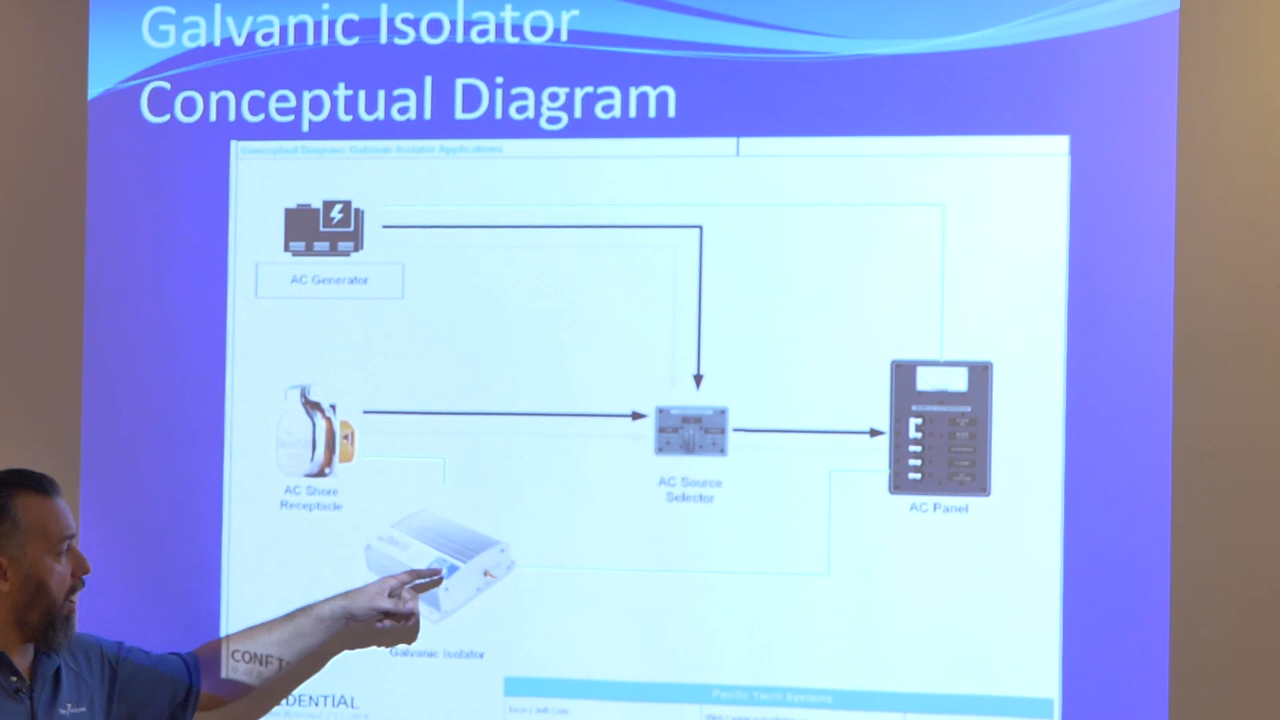 Galvanic Isolator
Conceptual Diagram
Conceptual Diagram: Galvanic Isolator Applications
AC Generator
AC Shore
Receptacle
AC Source
Selector
AC Panel
Galvanic Isolator
Pacific Yacht Systems